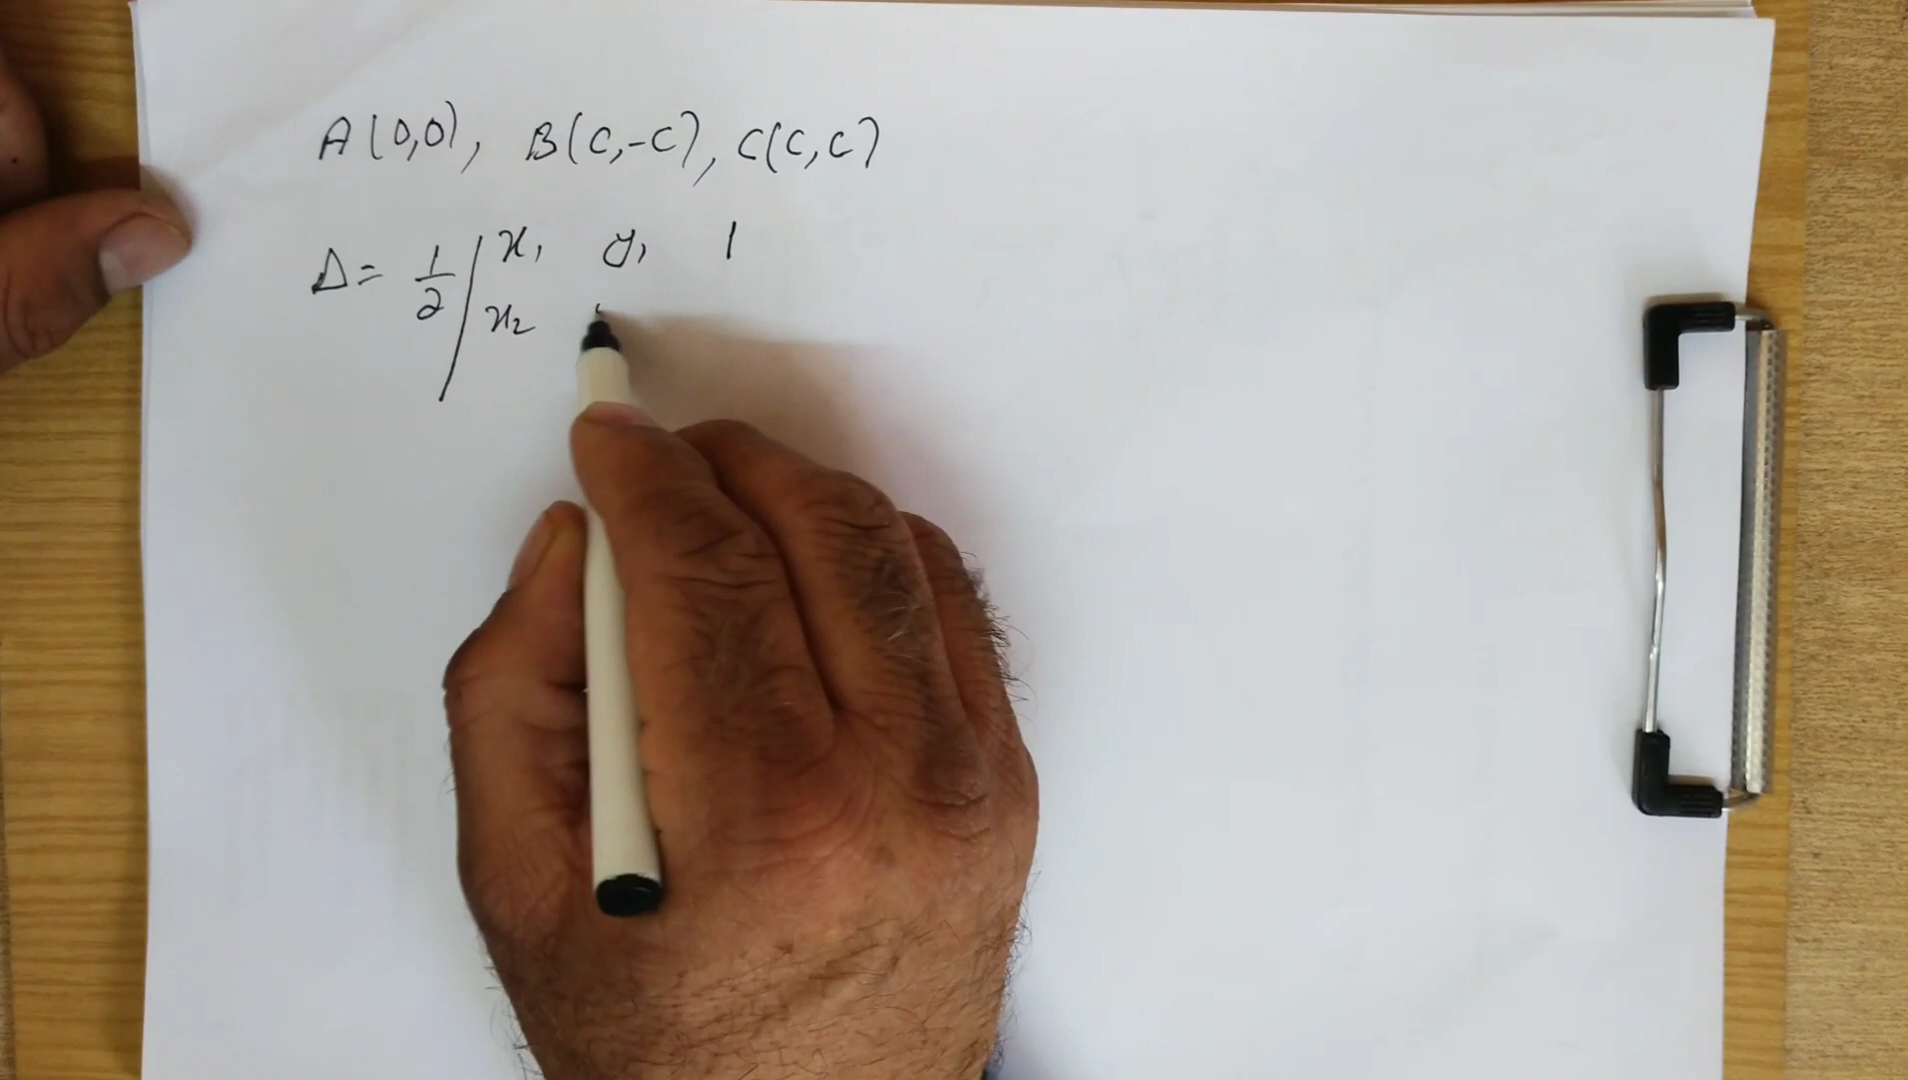 A(0,0), B(C,-C), C(C,C)
Δ = 1/2 | x₁ y₁ 1
x₂